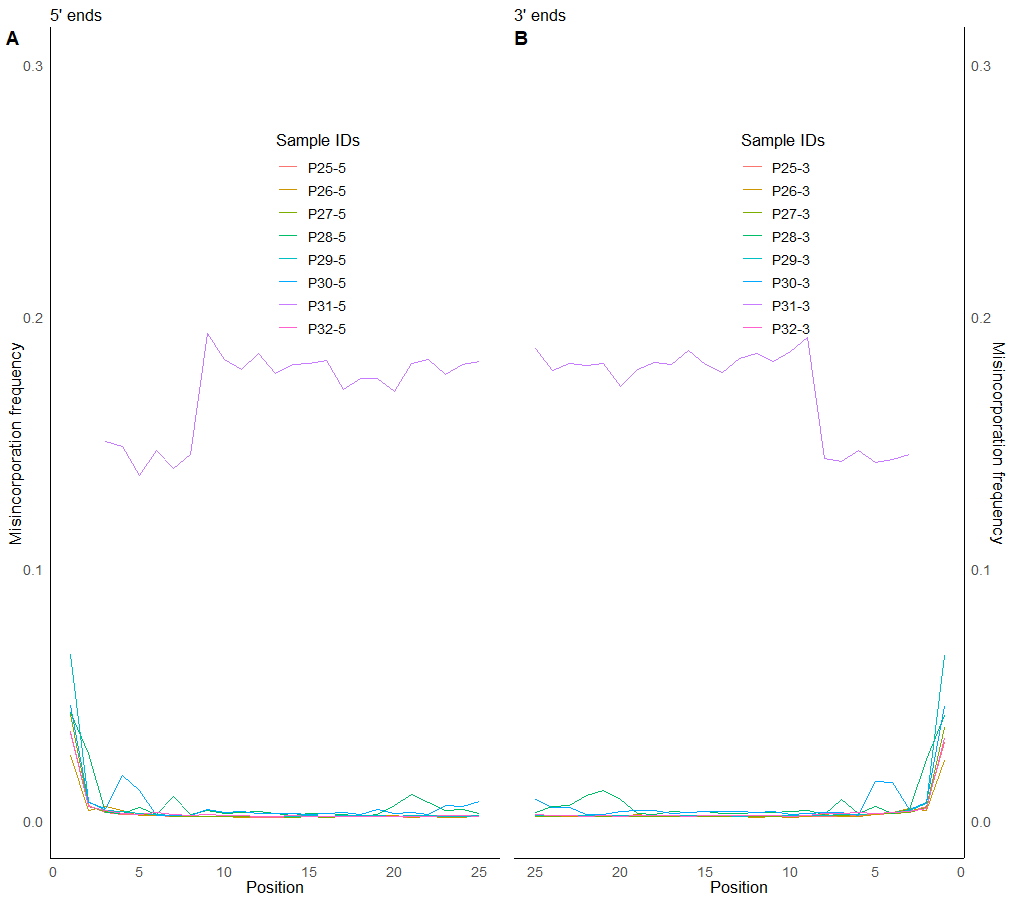 5' ends
A
0.3
0.2
0.1
0.0
Misincorporation frequency
Sample IDs
P25-5
P26-5
P27-5
P28-5
P29-5
P30-5
P31-5
P32-5
0 5 10 15 20 25
Position
3' ends
B
Sample IDs
P25-3
P26-3
P27-3
P28-3
P29-3
P30-3
P31-3
P32-3
0.3
0.2
0.1
0.0
Misincorporation frequency
25 20 15 10 5 0
Position